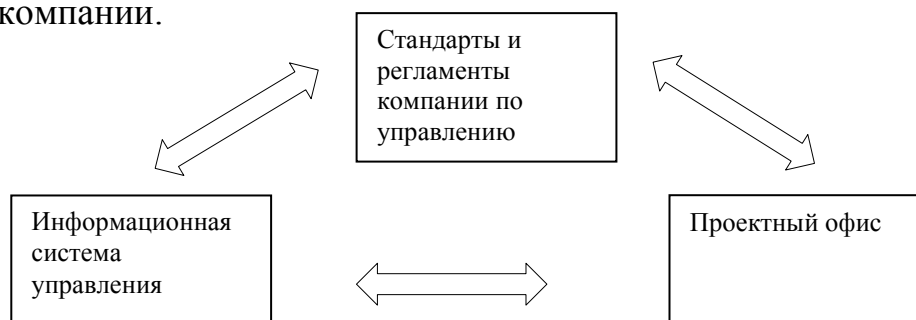 компании.
Стандарты и
регламенты
компании по
управлению
Информационная
система
управления
Проектный офис